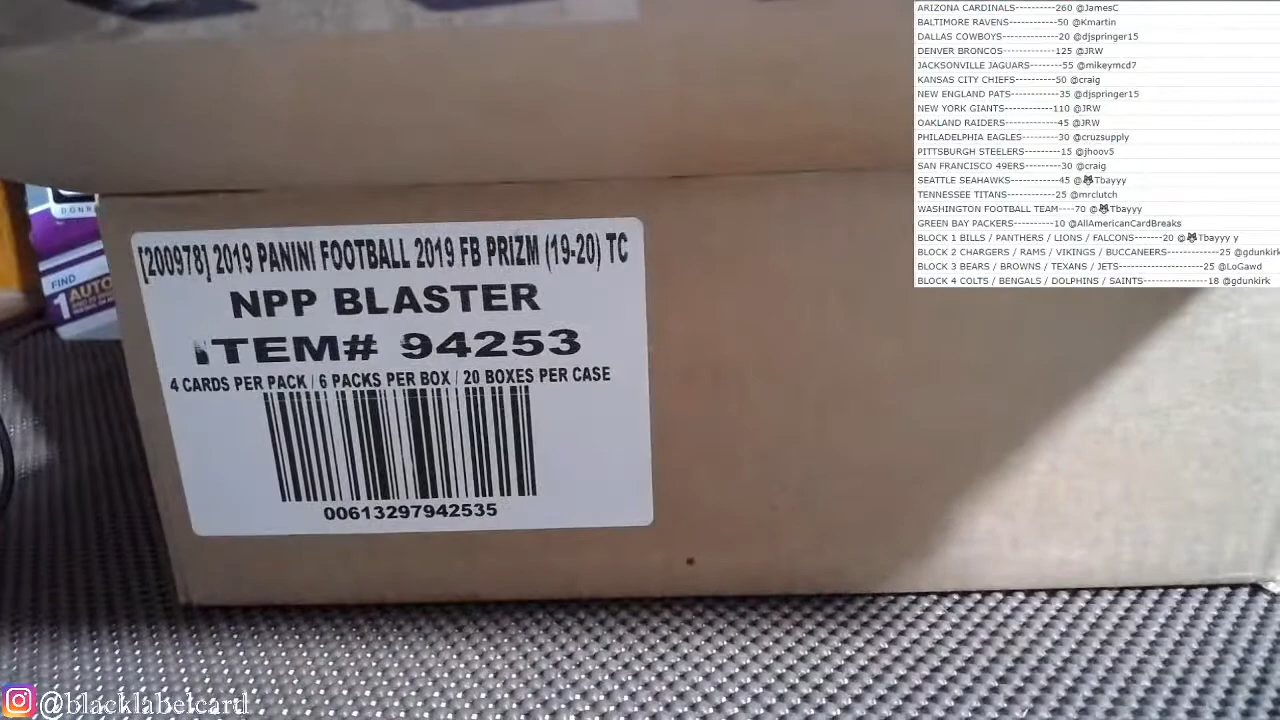 ARIZONA CARDINALS----------260 @JamesC
BALTIMORE RAVENS------------50 @Kmartin
DALLAS COWBOYS--------------20 @djspringer15
DENVER BRONCOS-------------125 @JRW
JACKSONVILLE JAGUARS--------55 @mikeymcd7
KANSAS CITY CHIEFS----------50 @craig
NEW ENGLAND PATS------------35 @djspringer15
NEW YORK GIANTS------------110 @JRW
OAKLAND RAIDERS-------------45 @JRW
PHILADELPHIA EAGLES---------30 @cruzsupply
PITTSBURGH STEELERS---------15 @jhoov5
SAN FRANCISCO 49ERS---------30 @craig
SEATTLE SEAHAWKS------------45 @😼Tbayyy
TENNESSEE TITANS------------25 @mrclutch
WASHINGTON FOOTBALL TEAM----70 @😼Tbayyy
GREEN BAY PACKERS----------10 @AllAmericanCardBreaks
BLOCK 1 BILLS / PANTHERS / LIONS / FALCONS-------20 @😼Tbayyy y
BLOCK 2 CHARGERS / RAMS / VIKINGS / BUCCANEERS------------25 @gdunkirk
BLOCK 3 BEARS / BROWNS / TEXANS / JETS---------------------25 @LoGawd
BLOCK 4 COLTS / BENGALS / DOLPHINS / SAINTS----------------18 @gdunkirk
[200978] 2019 PANINI FOOTBALL 2019 FB PRIZM (19-20) TC
NPP BLASTER
ITEM# 94253
4 CARDS PER PACK / 6 PACKS PER BOX / 20 BOXES PER CASE
00613297942535
FIND
1 AUTO
@blacklabelcard